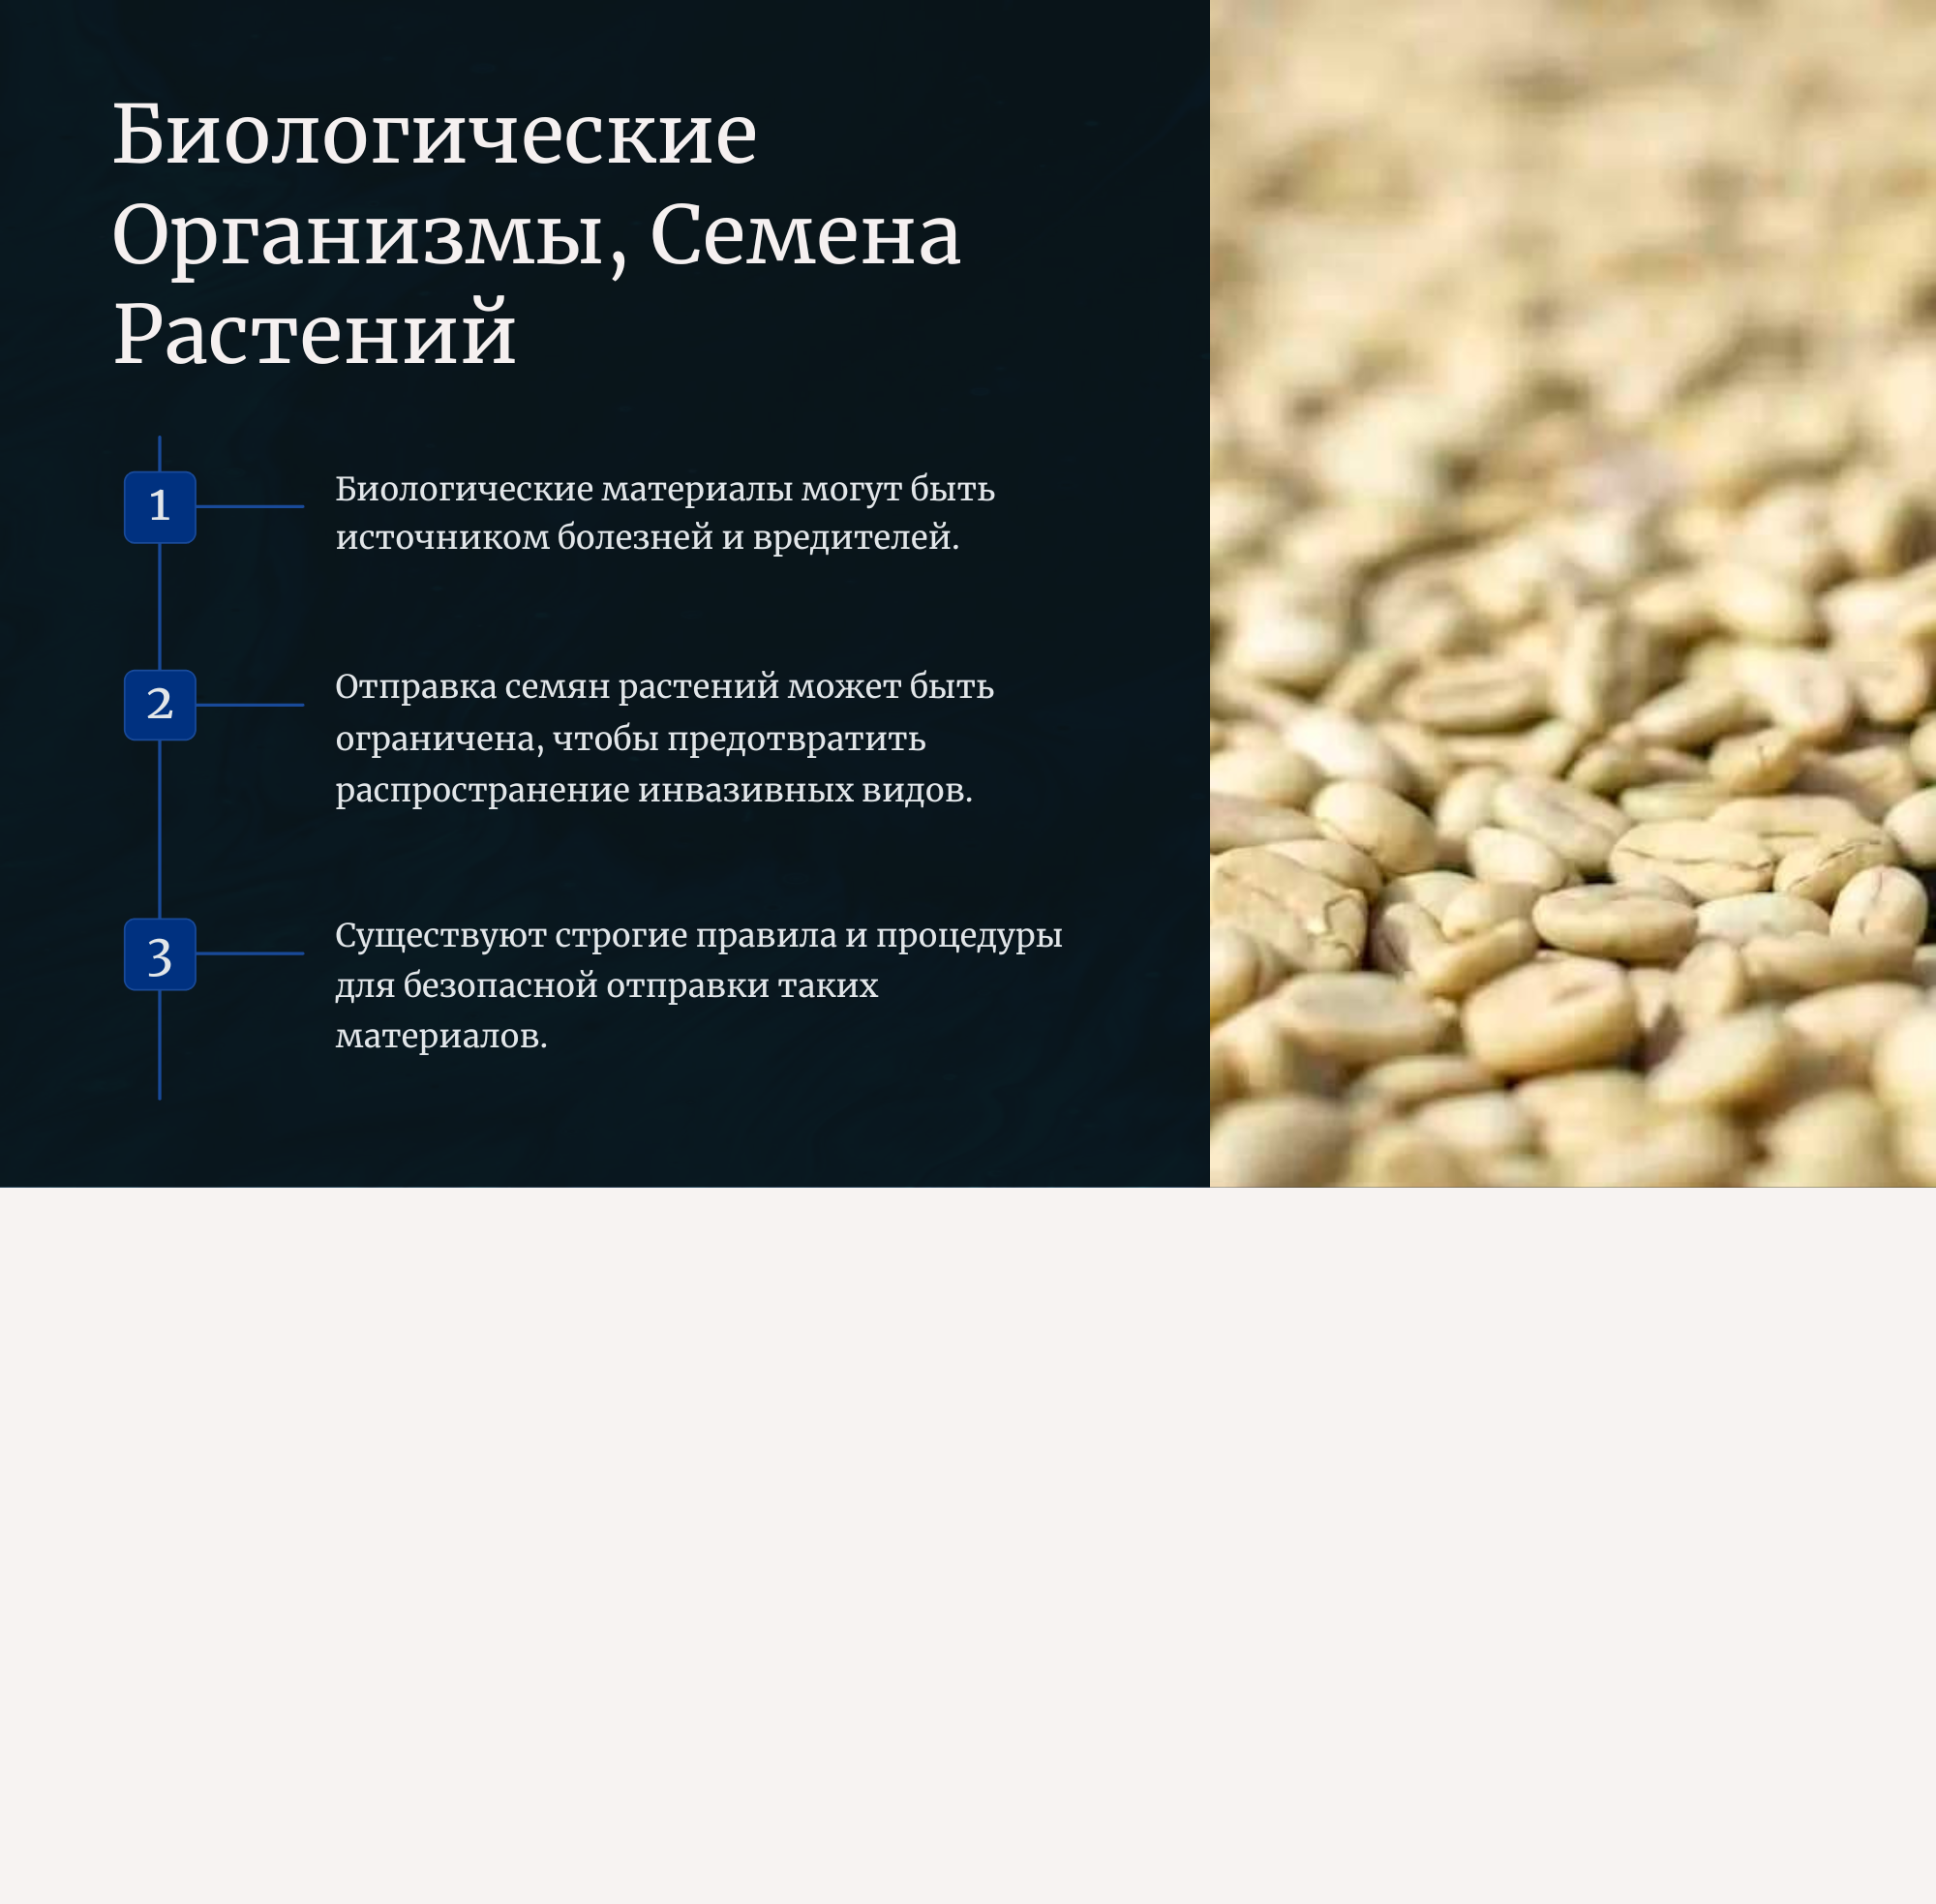 Биологические
Организмы, Семена
Растений
1
Биологические материалы могут быть
источником болезней и вредителей.
2
Отправка семян растений может быть
ограничена, чтобы предотвратить
распространение инвазивных видов.
3
Существуют строгие правила и процедуры
для безопасной отправки таких
материалов.